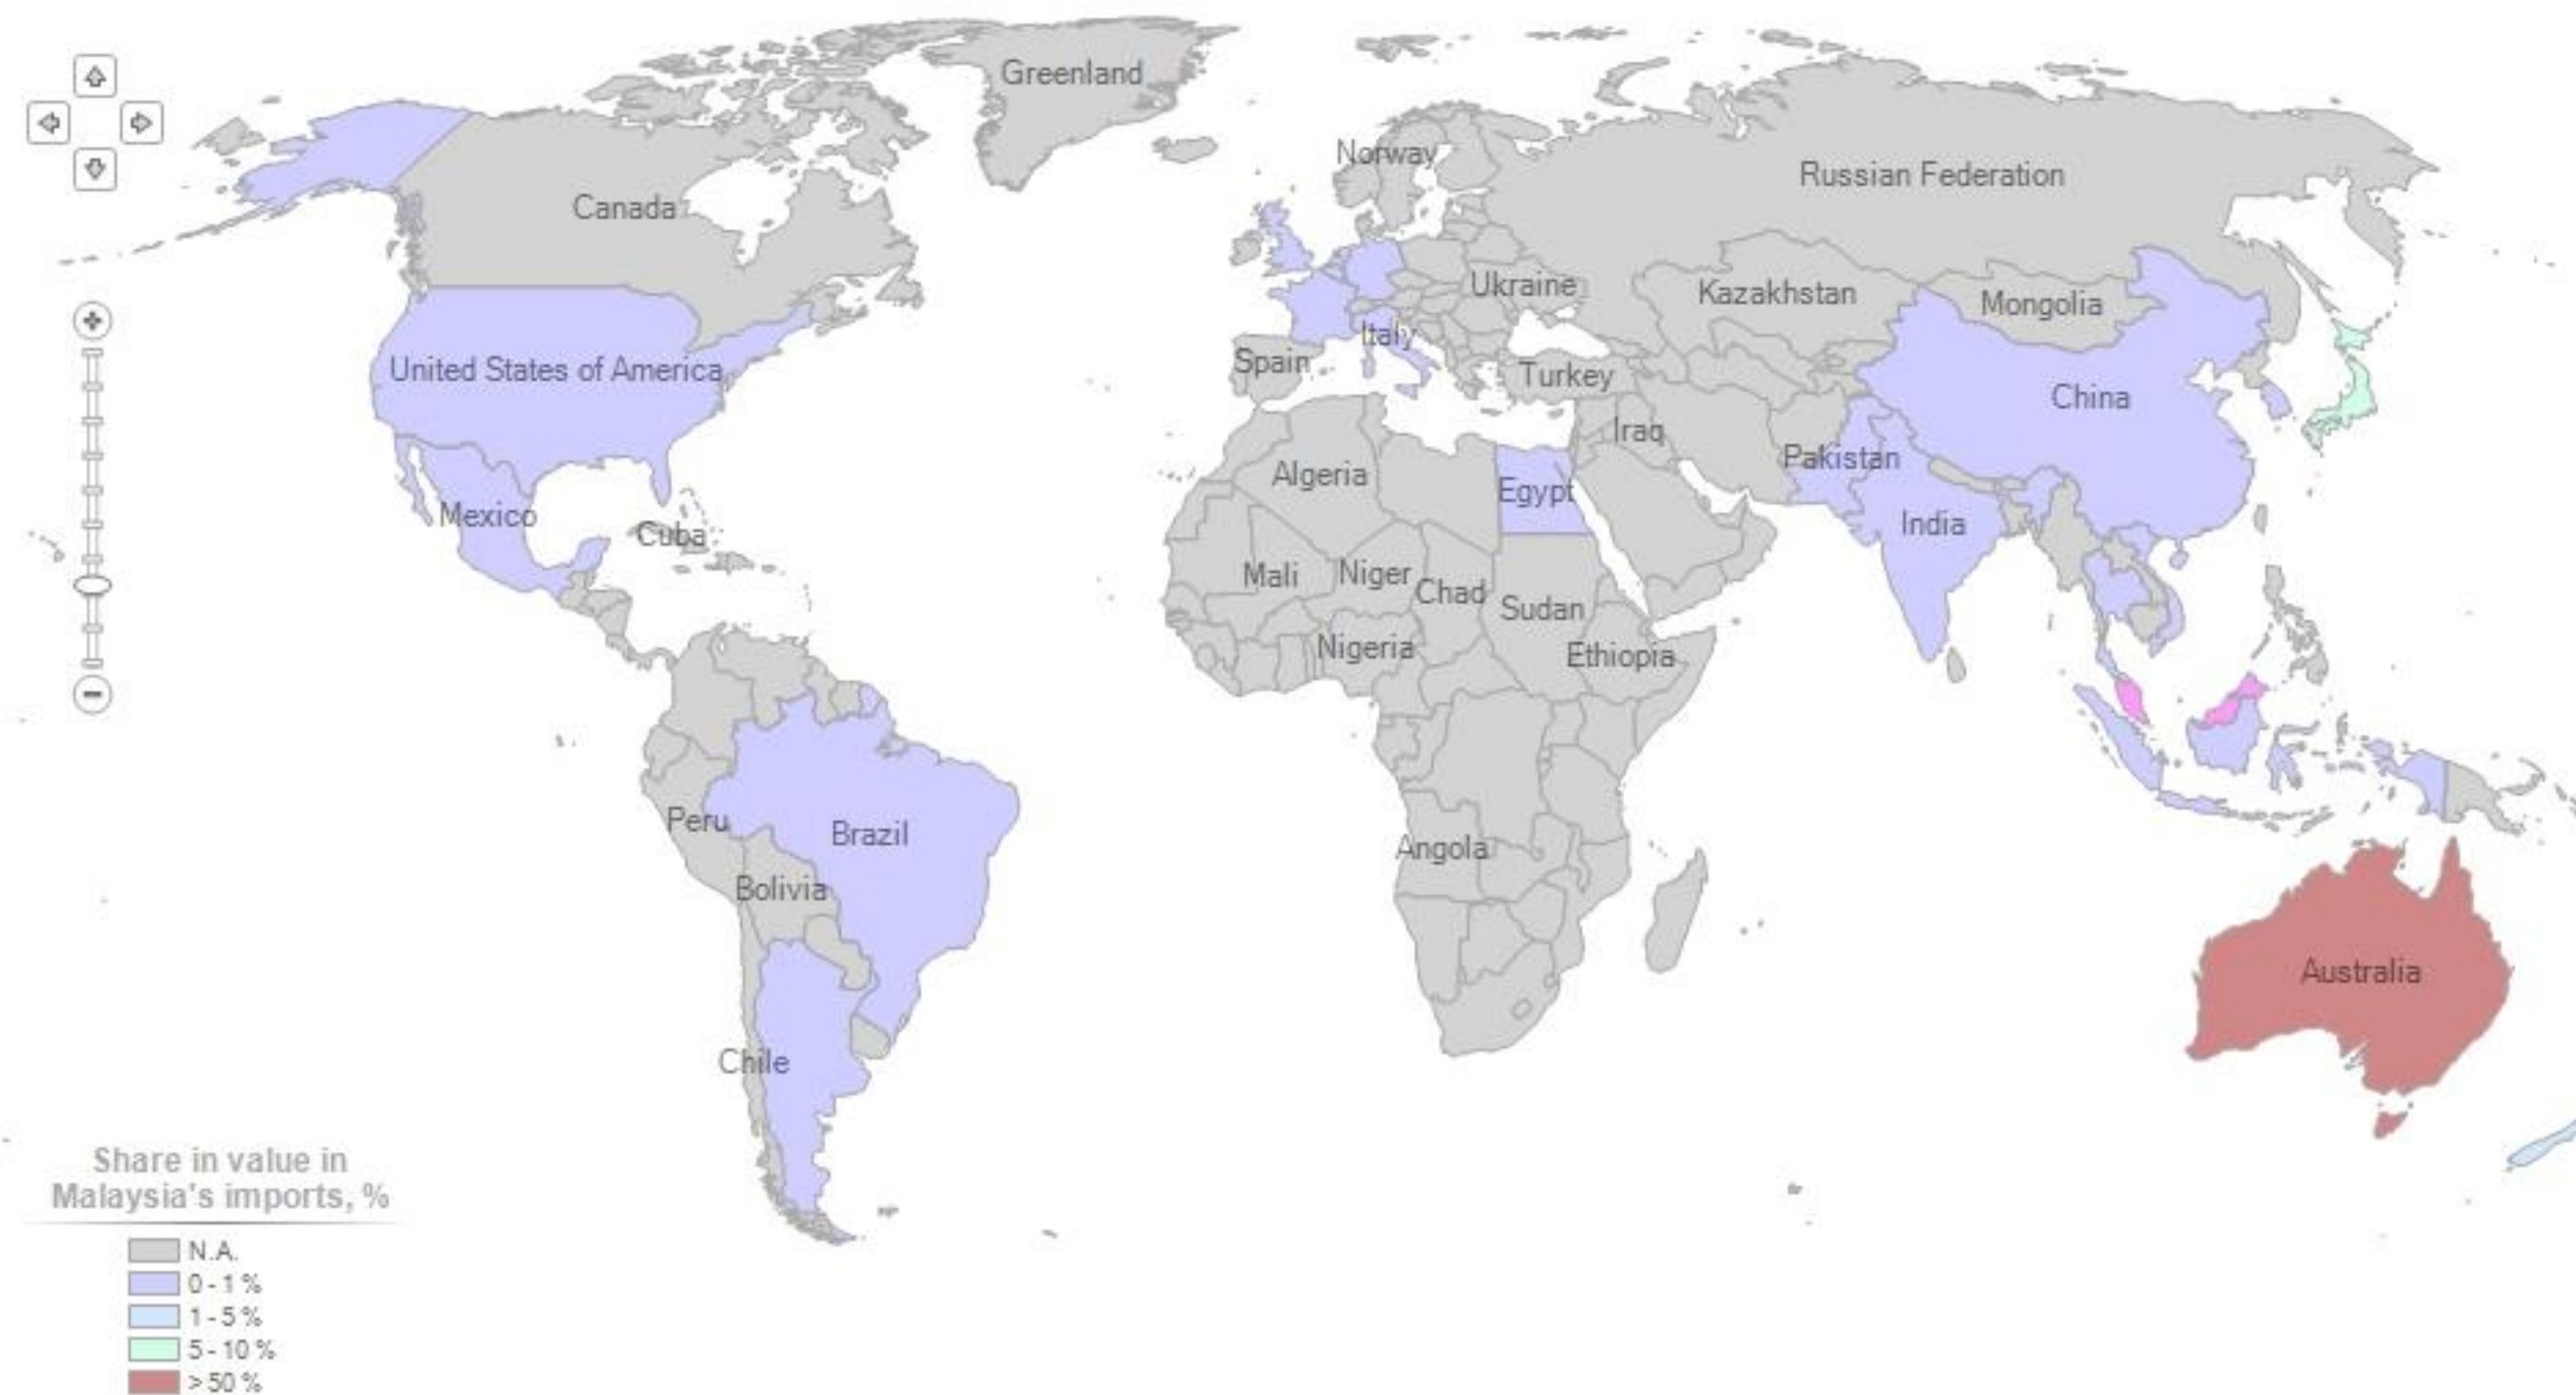 Greenland
Norway
Russian Federation
Canada
Ukraine
Kazakhstan
Mongolia
Italy
United States of America
Spain
Turkey
China
Iraq
Algeria
Pakistan
Egypt
Mexico
India
Cuba
Mali
Niger
Chad
Sudan
Nigeria
Ethiopia
Peru
Brazil
Angola
Bolivia
Australia
Chile
Share in value in
Malaysia's imports, %
N.A.
0 - 1 %
1 - 5 %
5 - 10 %
> 50 %